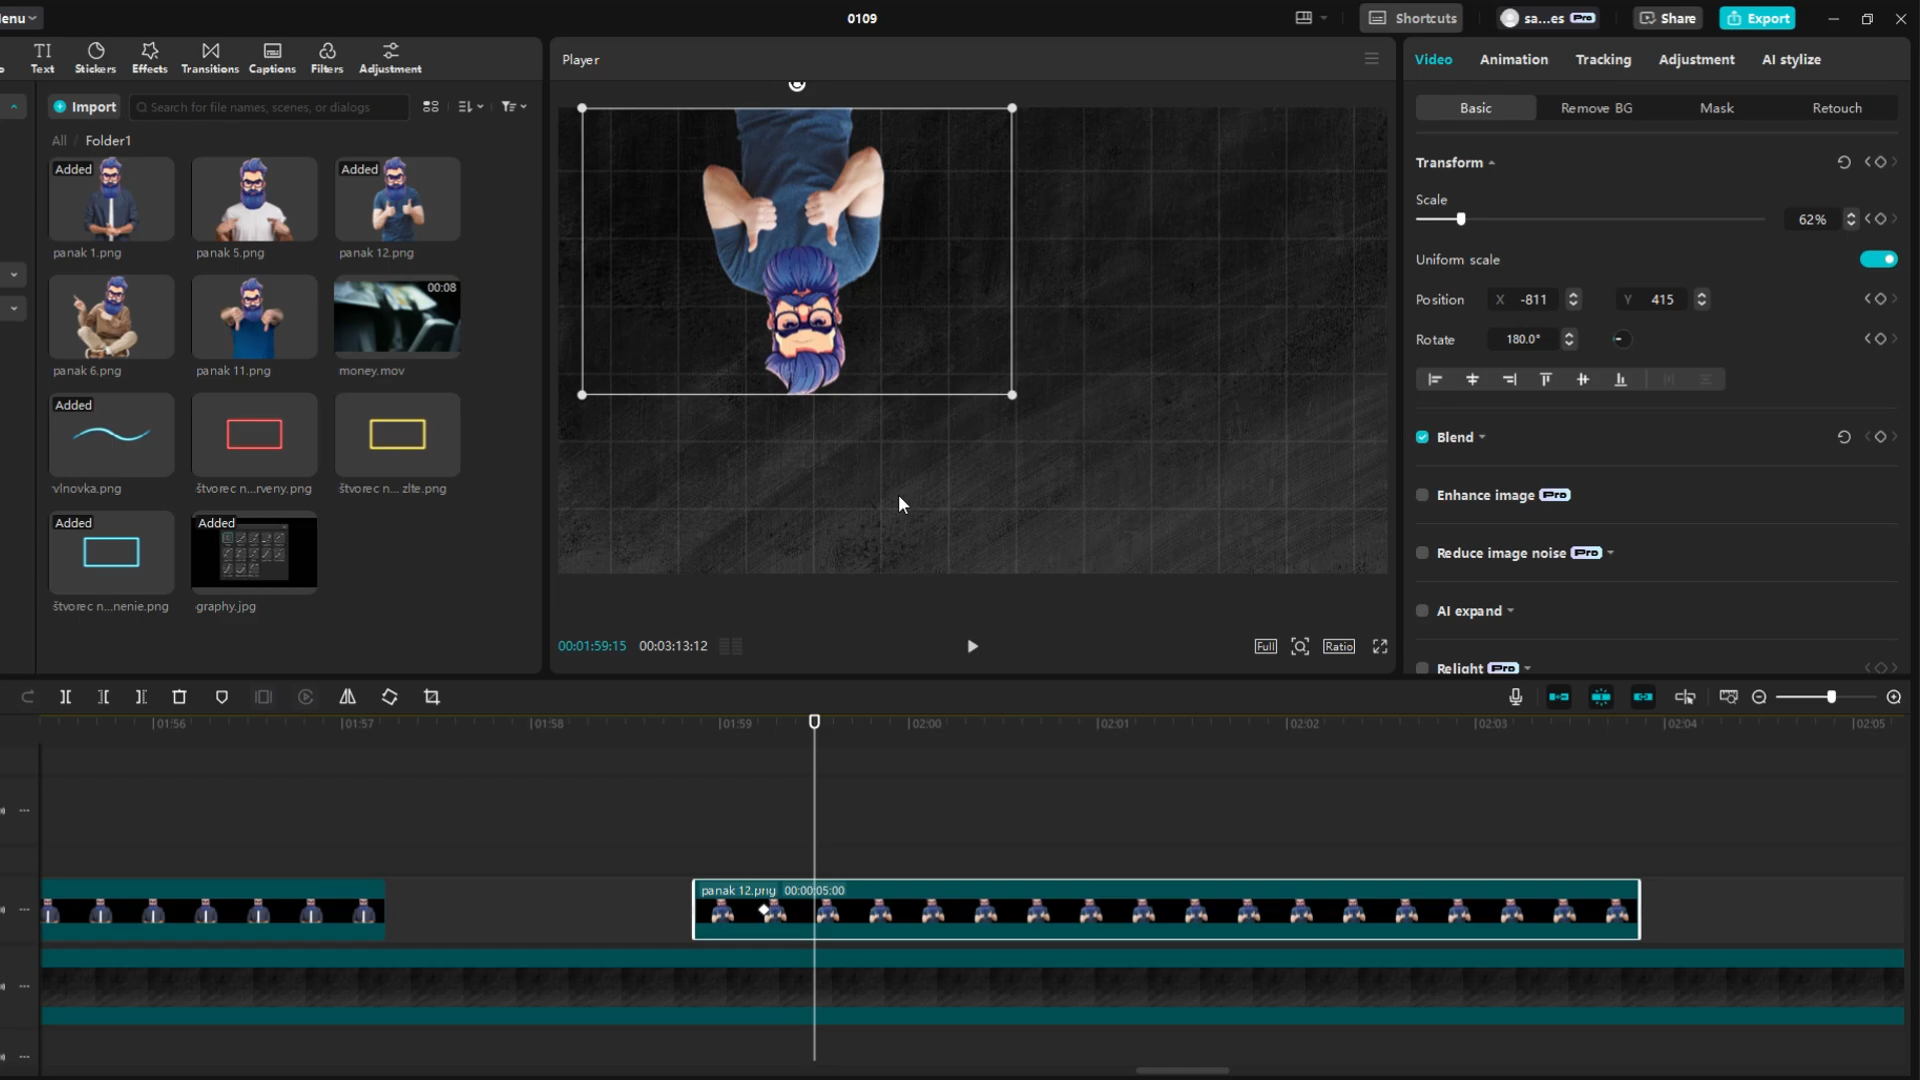 enu
0109
Shortcuts
sa...es Pro
Share
Export
Text
Stickers
Effects
Transitions
Captions
Filters
Adjustment
Player
Video
Animation
Tracking
Adjustment
AI stylize
Import
Search for file names, scenes, or dialogs
Basic
Remove BG
Mask
Retouch
All / Folder1
Added
Added
panak 1.png
panak 5.png
panak 12.png
00:08
panak 6.png
panak 11.png
money.mov
Added
vlnovka.png
štvorec n...rveny.png
štvorec n... zlte.png
Added
Added
štvorec n...nenie.png
graphy.jpg
Transform
Scale
62%
Uniform scale
Position
X -811
Y 415
Rotate
180.0°
Blend
Enhance image Pro
Reduce image noise Pro
AI expand
Relight Pro
00:01:59:15
00:03:13:12
Full
Ratio
01:56
01:57
01:58
01:59
02:00
02:01
02:02
02:03
02:04
02:05
panak 12.png 00:00:05:00